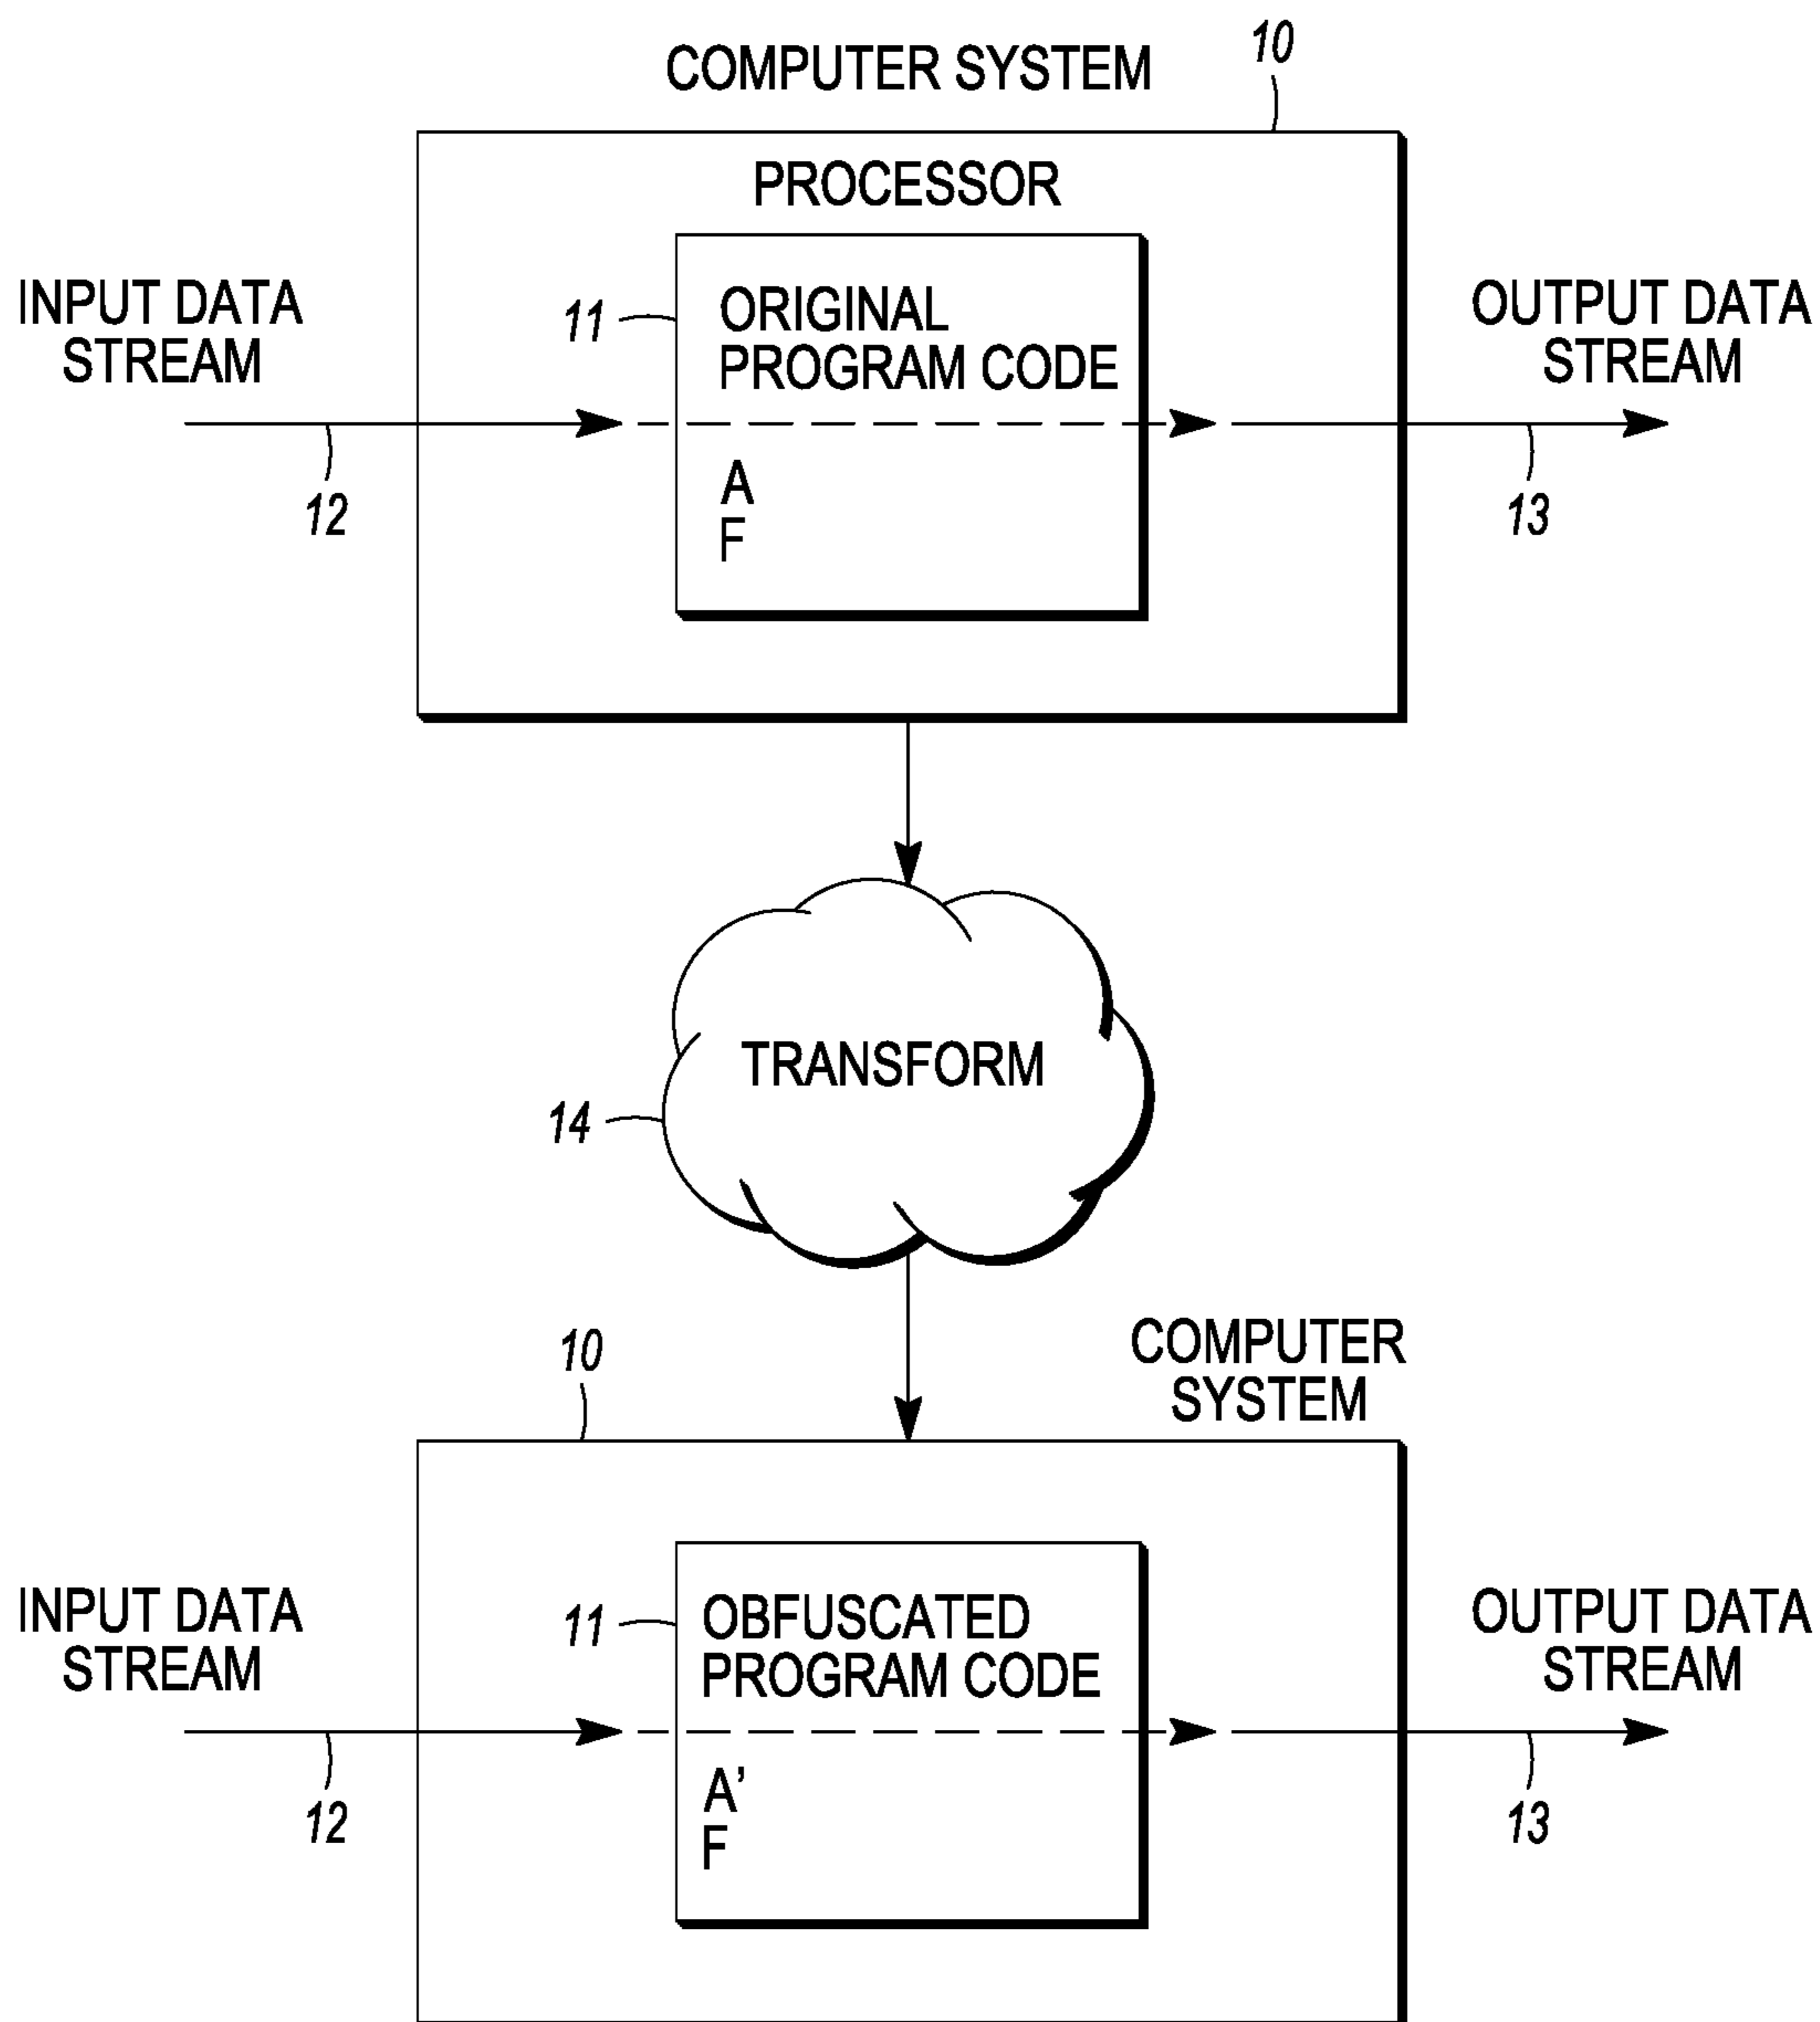 COMPUTER SYSTEM
10
PROCESSOR
INPUT DATA
STREAM
11
ORIGINAL
PROGRAM CODE
OUTPUT DATA
STREAM
A
F
12
13
TRANSFORM
14
10
COMPUTER
SYSTEM
INPUT DATA
STREAM
11
OBFUSCATED
PROGRAM CODE
OUTPUT DATA
STREAM
A'
F
12
13